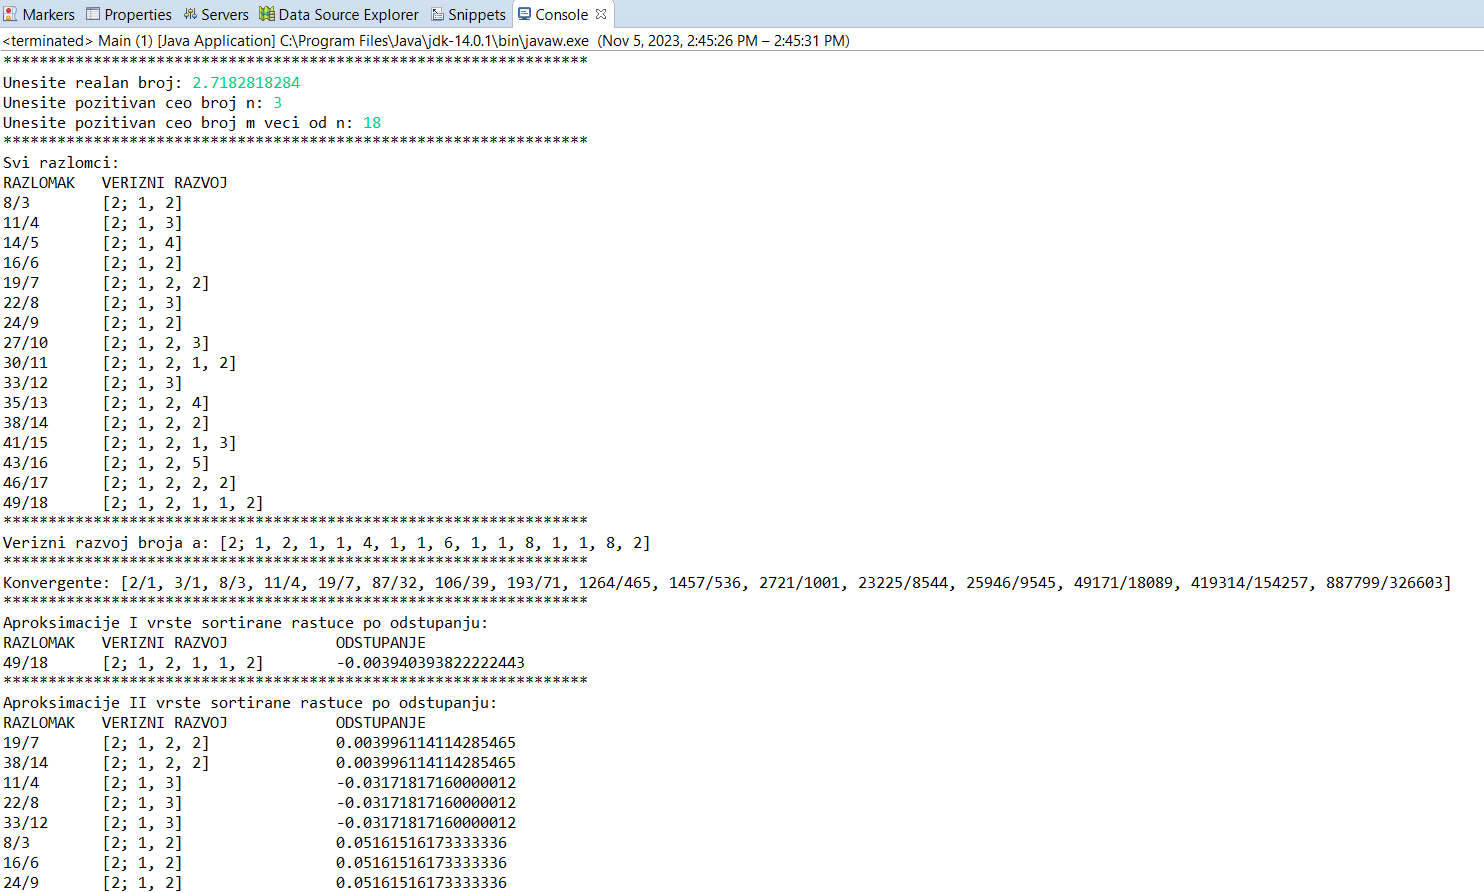 Markers Properties Servers Data Source Explorer Snippets Console
<terminated> Main (1) [Java Application] C:\Program Files\Java\jdk-14.0.1\bin\javaw.exe (Nov 5, 2023, 2:45:26 PM – 2:45:31 PM)
*****************************************************************
Unesite realan broj: 2.7182818284
Unesite pozitivan ceo broj n: 3
Unesite pozitivan ceo broj m veci od n: 18
*****************************************************************
Svi razlomci:
RAZLOMAK   VERIZNI RAZVOJ
8/3        [2; 1, 2]
11/4       [2; 1, 3]
14/5       [2; 1, 4]
16/6       [2; 1, 2]
19/7       [2; 1, 2, 2]
22/8       [2; 1, 3]
24/9       [2; 1, 2]
27/10      [2; 1, 2, 3]
30/11      [2; 1, 2, 1, 2]
33/12      [2; 1, 3]
35/13      [2; 1, 2, 4]
38/14      [2; 1, 2, 2]
41/15      [2; 1, 2, 1, 3]
43/16      [2; 1, 2, 5]
46/17      [2; 1, 2, 2, 2]
49/18      [2; 1, 2, 1, 1, 2]
*****************************************************************
Verizni razvoj broja a: [2; 1, 2, 1, 1, 4, 1, 1, 6, 1, 1, 8, 1, 1, 8, 2]
*****************************************************************
Konvergente: [2/1, 3/1, 8/3, 11/4, 19/7, 87/32, 106/39, 193/71, 1264/465, 1457/536, 2721/1001, 23225/8544, 25946/9545, 49171/18089, 419314/154257, 887799/326603]
*****************************************************************
Aproksimacije I vrste sortirane rastuce po odstupanju:
RAZLOMAK   VERIZNI RAZVOJ            ODSTUPANJE
49/18      [2; 1, 2, 1, 1, 2]        -0.003940393822222443
*****************************************************************
Aproksimacije II vrste sortirane rastuce po odstupanju:
RAZLOMAK   VERIZNI RAZVOJ            ODSTUPANJE
19/7       [2; 1, 2, 2]              0.003996114114285465
38/14      [2; 1, 2, 2]              0.003996114114285465
11/4       [2; 1, 3]                 -0.03171817160000012
22/8       [2; 1, 3]                 -0.03171817160000012
33/12      [2; 1, 3]                 -0.03171817160000012
8/3        [2; 1, 2]                 0.05161516173333336
16/6       [2; 1, 2]                 0.05161516173333336
24/9       [2; 1, 2]                 0.05161516173333336